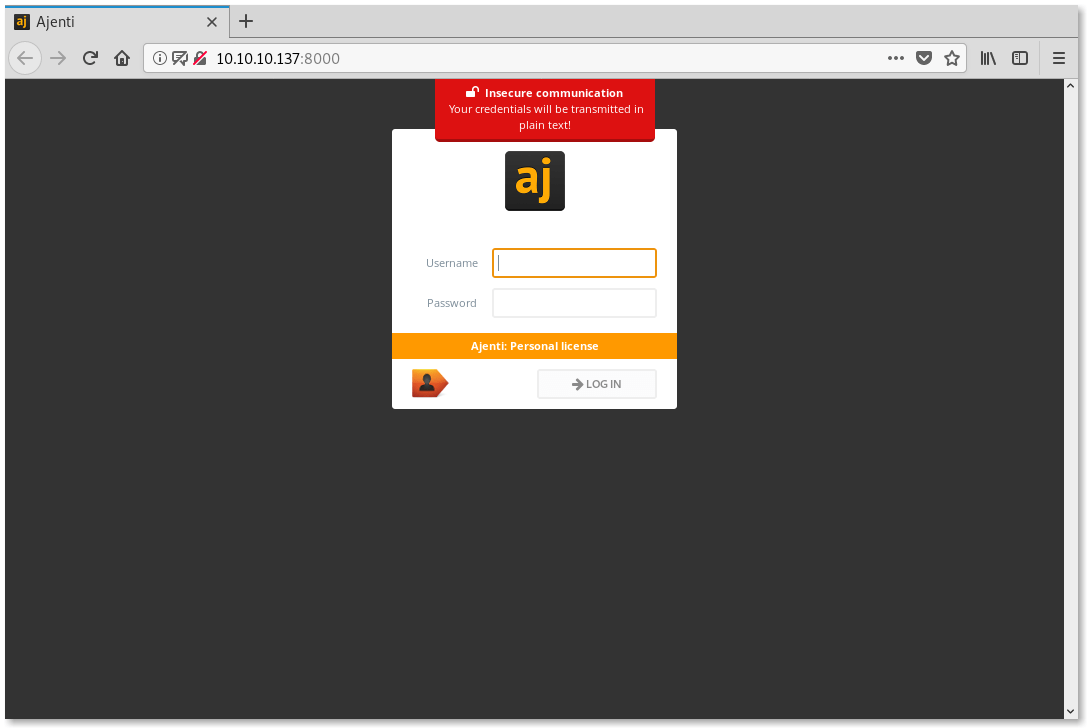 aj Ajenti
10.10.10.137:8000
Insecure communication
Your credentials will be transmitted in
plain text!
aj
Username
Password
Ajenti: Personal license
LOG IN